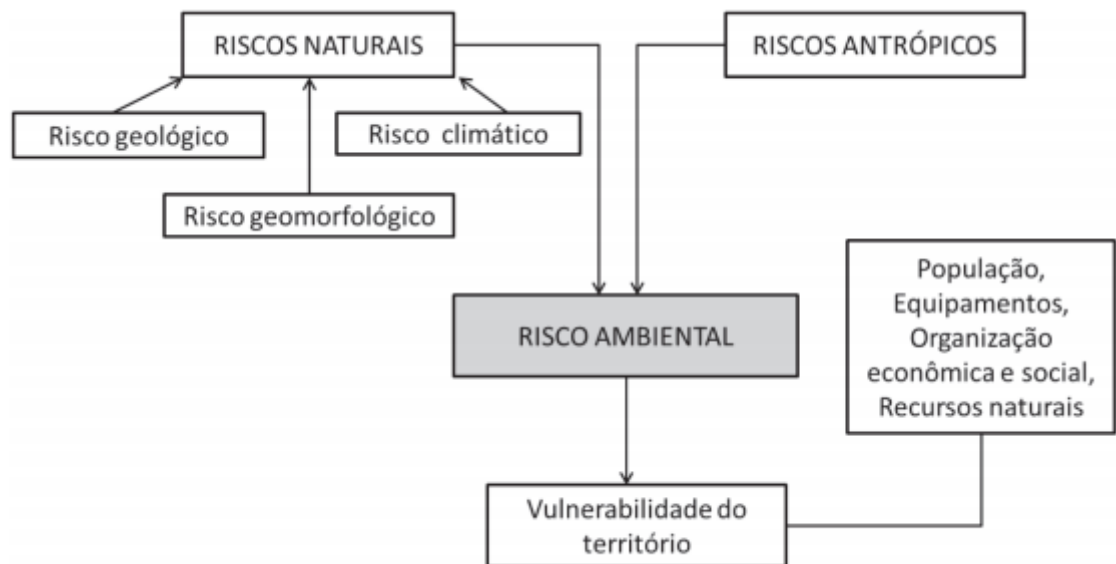 RISCOS NATURAIS
RISCOS ANTRÓPICOS
Risco geológico
Risco climático
Risco geomorfológico
População,
Equipamentos,
Organização
econômica e social,
Recursos naturais
RISCO AMBIENTAL
Vulnerabilidade do
território